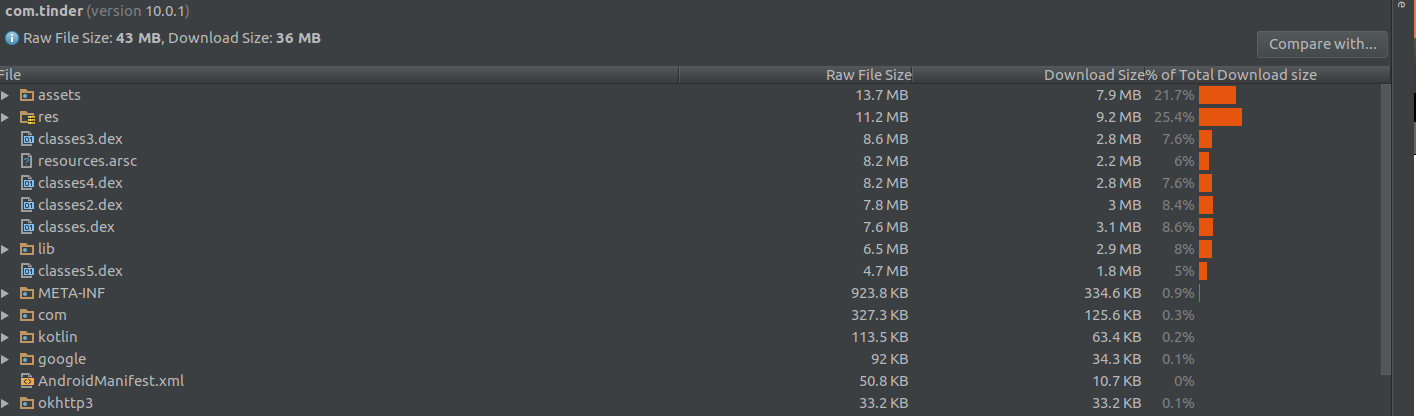 com.tinder (version 10.0.1)
Raw File Size: 43 MB, Download Size: 36 MB
Compare with...
File Raw File Size Download Size % of Total Download size
assets 13.7 MB 7.9 MB 21.7%
res 11.2 MB 9.2 MB 25.4%
classes3.dex 8.6 MB 2.8 MB 7.6%
resources.arsc 8.2 MB 2.2 MB 6%
classes4.dex 8.2 MB 2.8 MB 7.6%
classes2.dex 7.8 MB 3 MB 8.4%
classes.dex 7.6 MB 3.1 MB 8.6%
lib 6.5 MB 2.9 MB 8%
classes5.dex 4.7 MB 1.8 MB 5%
META-INF 923.8 KB 334.6 KB 0.9%
com 327.3 KB 125.6 KB 0.3%
kotlin 113.5 KB 63.4 KB 0.2%
google 92 KB 34.3 KB 0.1%
AndroidManifest.xml 50.8 KB 10.7 KB 0%
okhttp3 33.2 KB 33.2 KB 0.1%